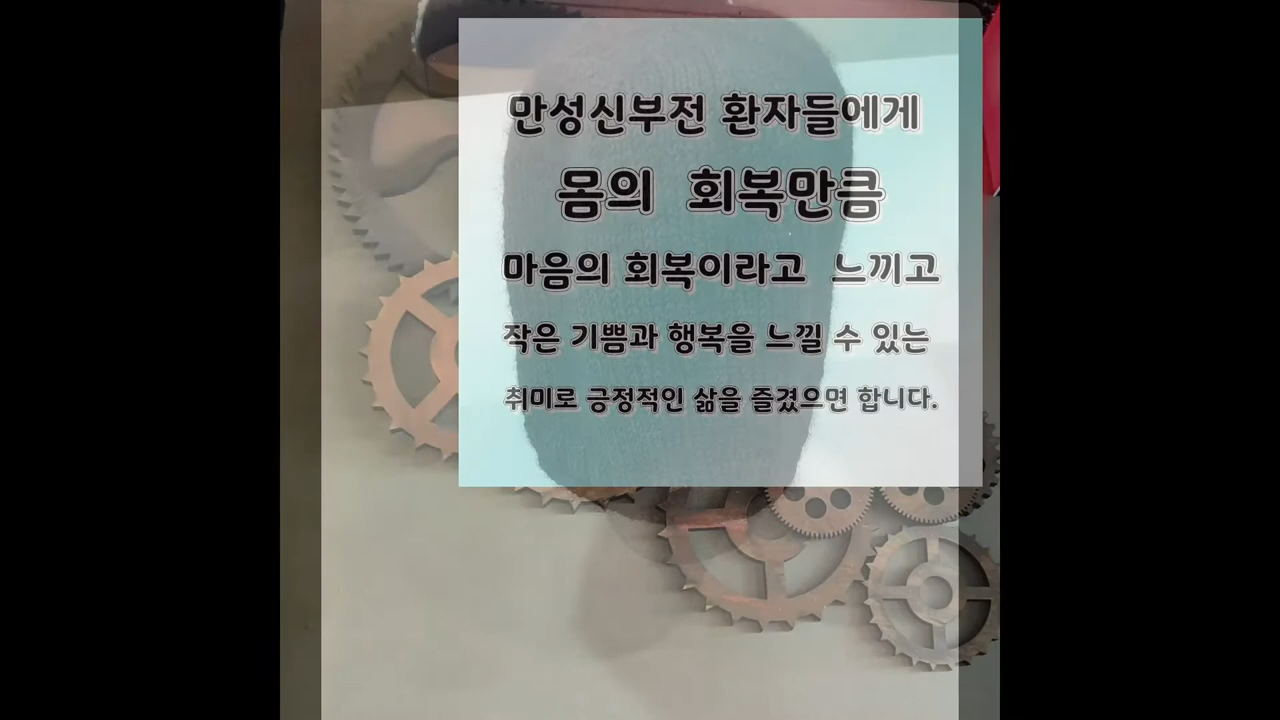 만성신부전 환자들에게
몸의 회복만큼
마음의 회복이라고 느끼고
작은 기쁨과 행복을 느낄 수 있는
취미로 긍정적인 삶을 즐겼으면 합니다.